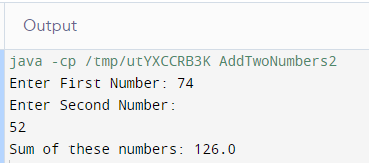 Output
java -cp /tmp/utYXCCRB3K AddTwoNumbers2
Enter First Number: 74
Enter Second Number:
52
Sum of these numbers: 126.0